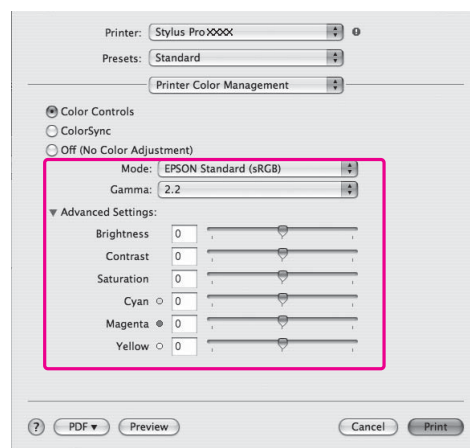 Printer: Stylus Pro XXXX
Presets: Standard
Printer Color Management
Color Controls
ColorSync
Off (No Color Adjustment)
Mode: EPSON Standard (sRGB)
Gamma: 2.2
Advanced Settings:
Brightness 0
Contrast 0
Saturation 0
Cyan 0
Magenta 0
Yellow 0
? PDF Preview Cancel Print